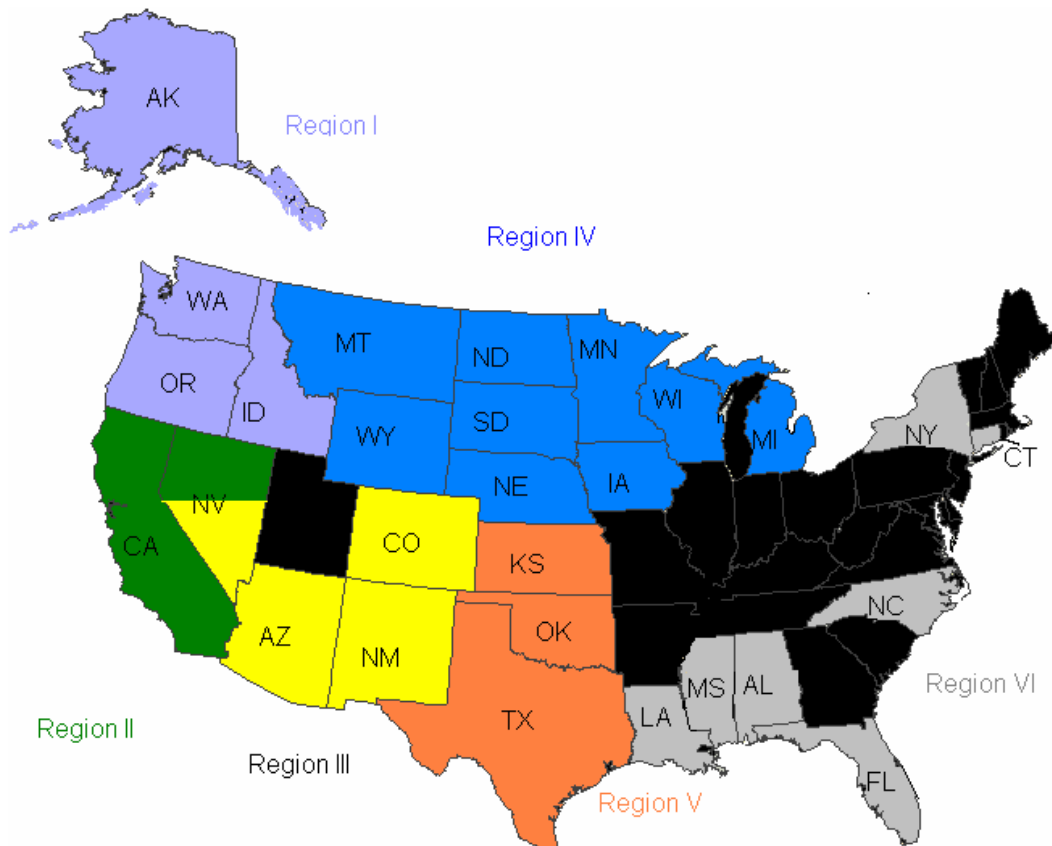 AK
Region I
Region IV
WA
MT
ND
MN
OR
ID
WY
SD
WI
MI
NY
CT
NE
IA
NV
CA
CO
KS
AZ
NM
OK
NC
MS
AL
LA
TX
FL
Region VI
Region II
Region III
Region V